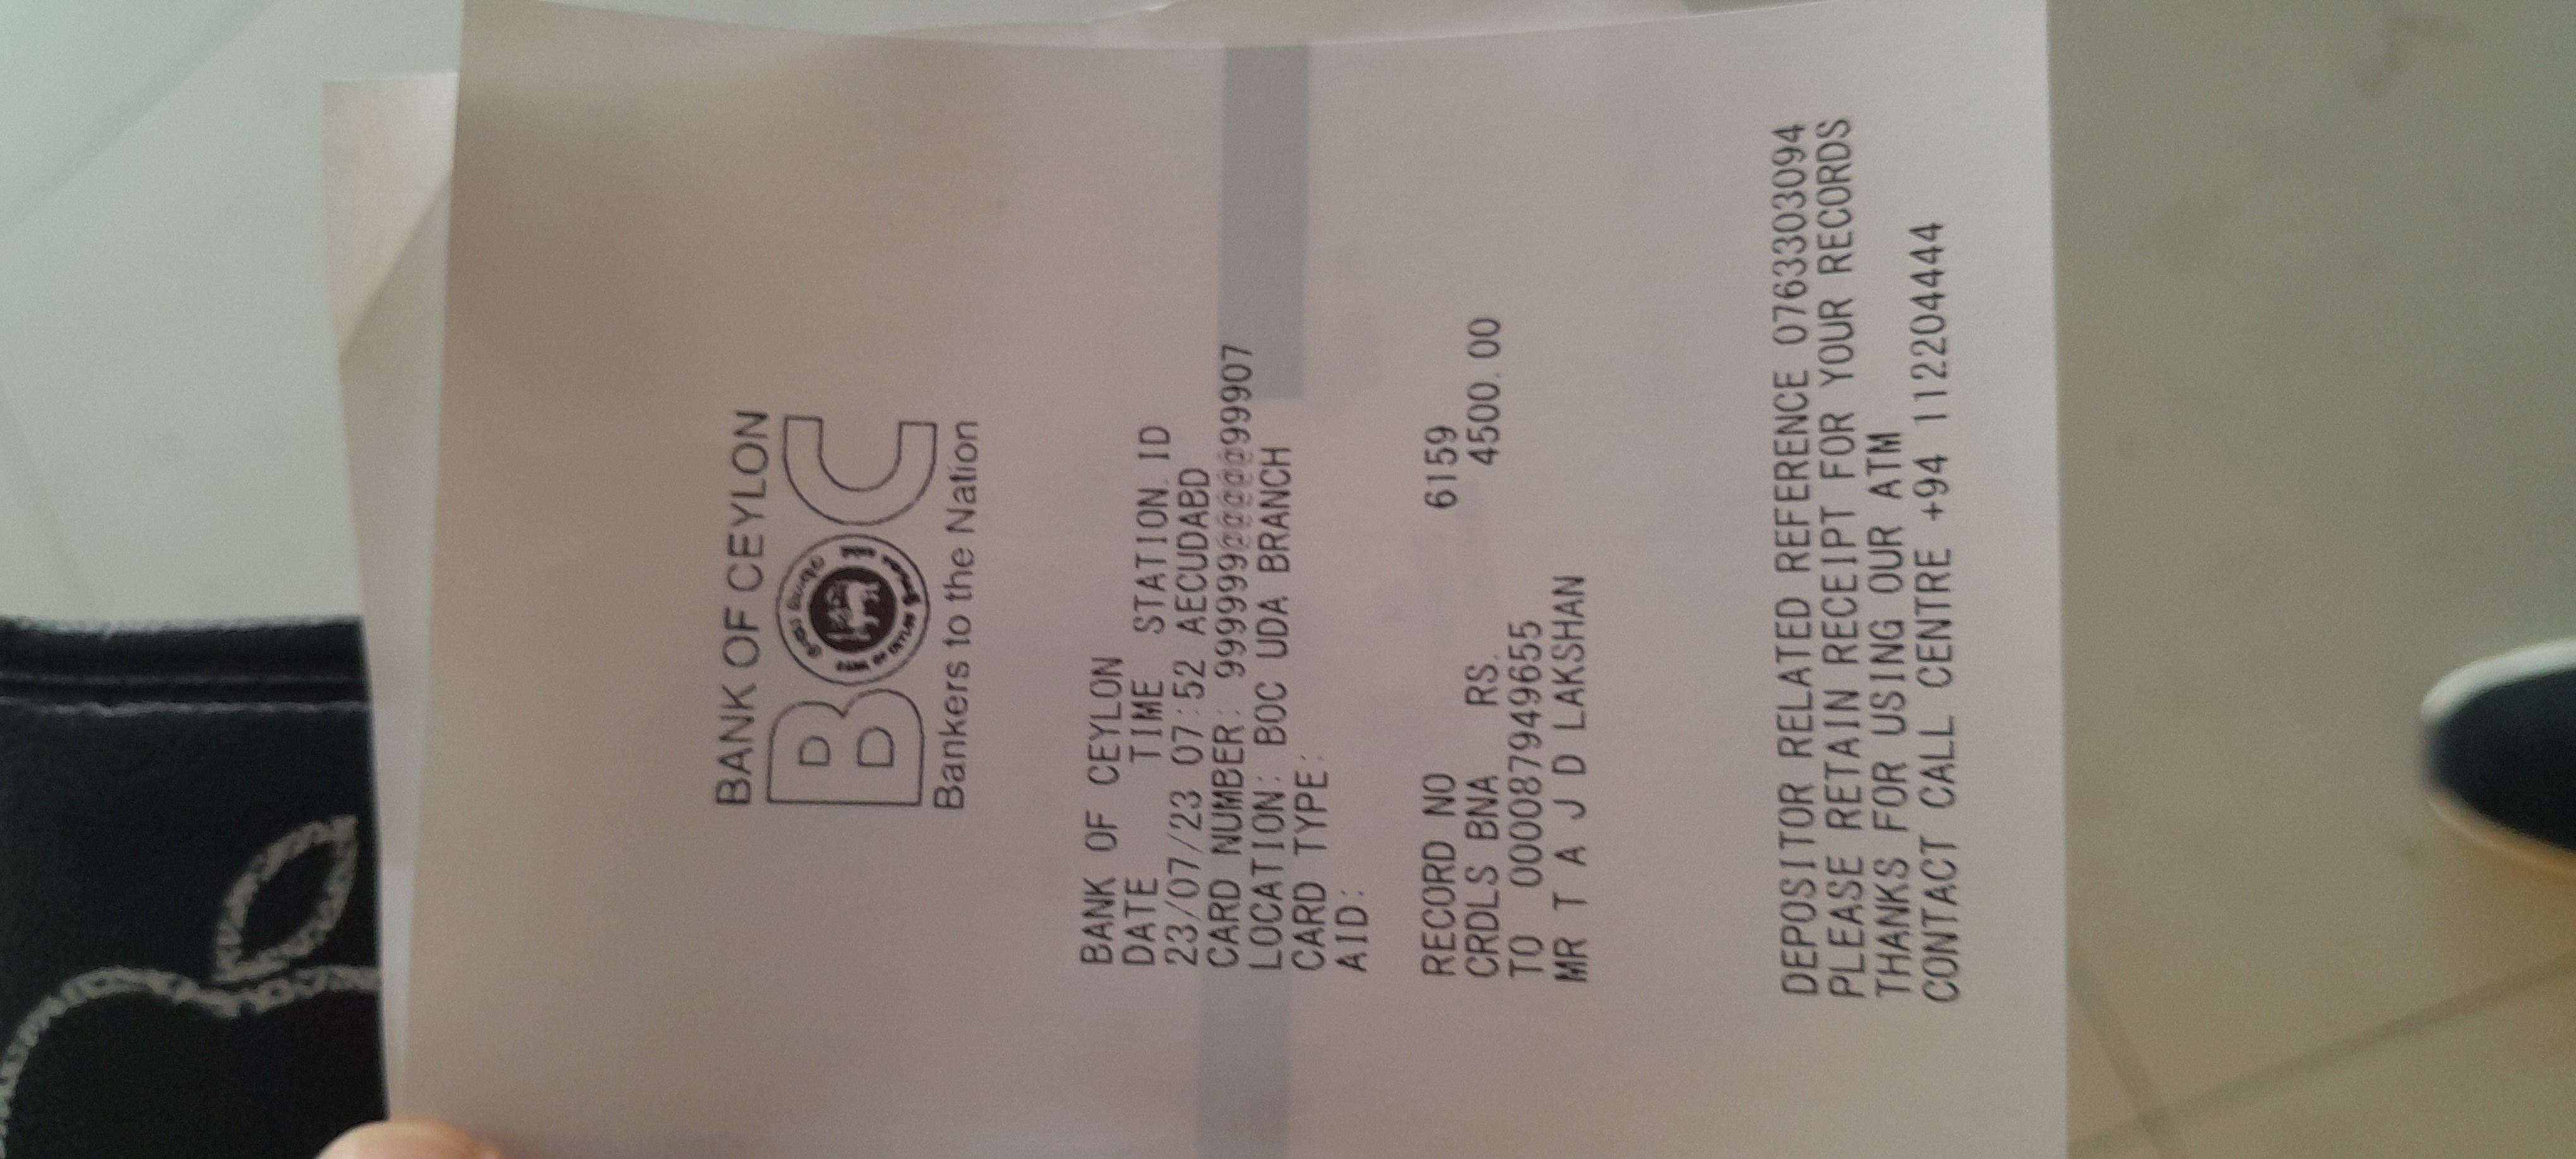 BANK OF CEYLON
BOC
Bankers to the Nation
BANK OF CEYLON
DATE TIME STATION ID
23/07/23 07:52 AECUDABD
CARD NUMBER: 999999@@@@@99907
LOCATION: BOC UDA BRANCH
CARD TYPE:
AID:
RECORD NO 6159
CRDLS BNA RS. 4500.00
TO 000087949655
MR T A J D LAKSHAN
DEPOSITOR RELATED REFERENCE 0763303094
PLEASE RETAIN RECEIPT FOR YOUR RECORDS
THANKS FOR USING OUR ATM
CONTACT CALL CENTRE +94 112204444